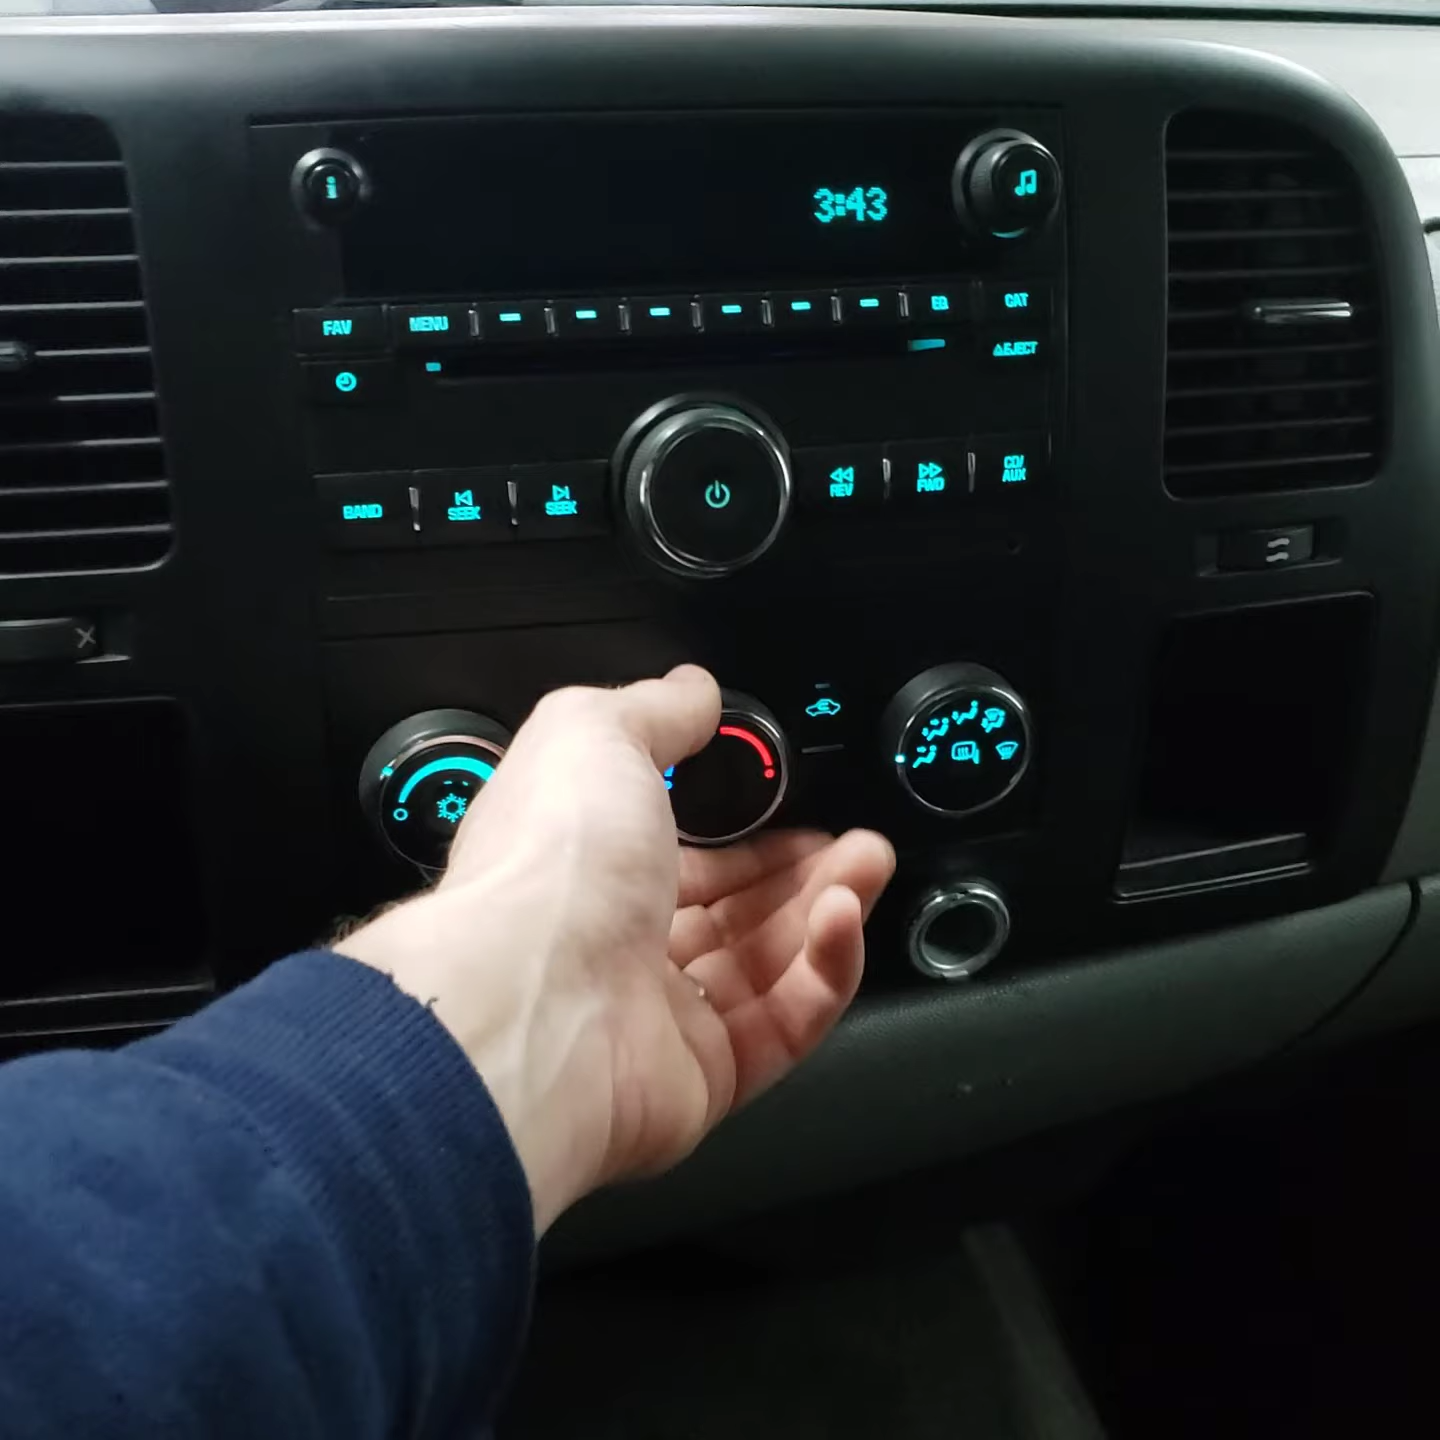 i
3:43
FAV
MENU
EQ
CAT
EJECT
BAND
SEEK
SEEK
REV
FWD
CD/
AUX